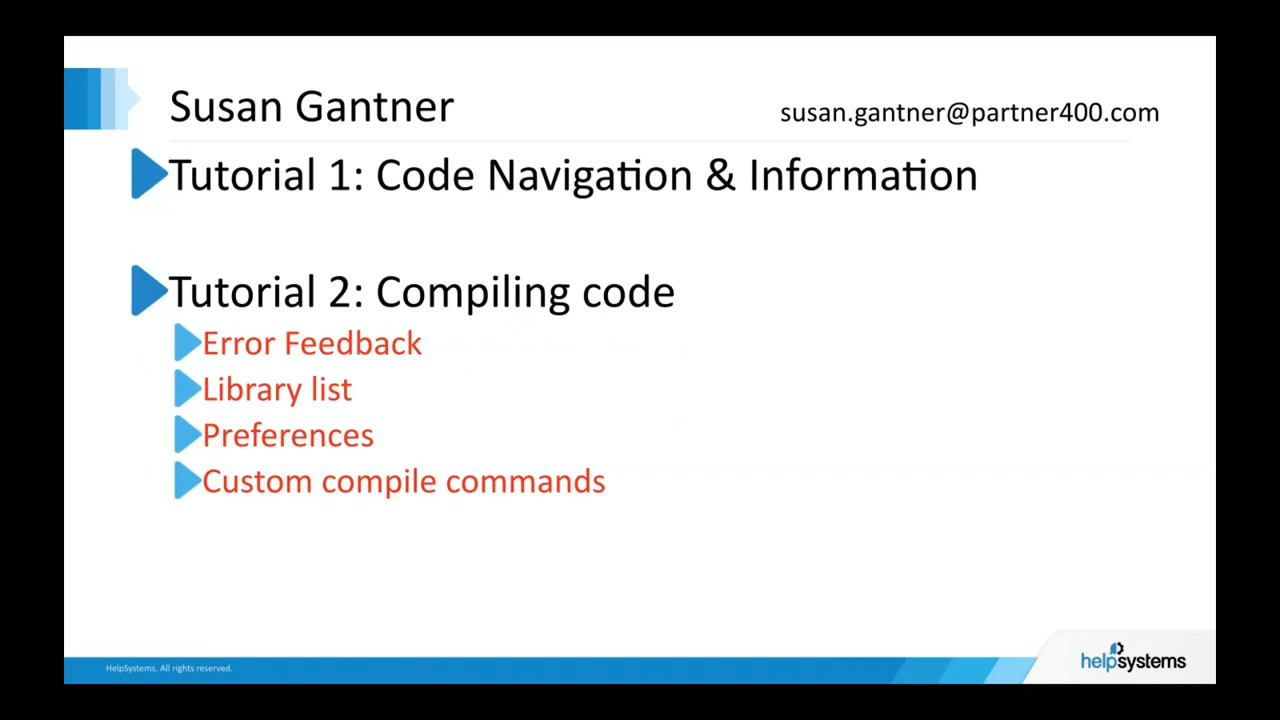 Susan Gantner
susan.gantner@partner400.com
Tutorial 1: Code Navigation & Information
Tutorial 2: Compiling code
Error Feedback
Library list
Preferences
Custom compile commands
HelpSystems. All rights reserved.
helpsystems